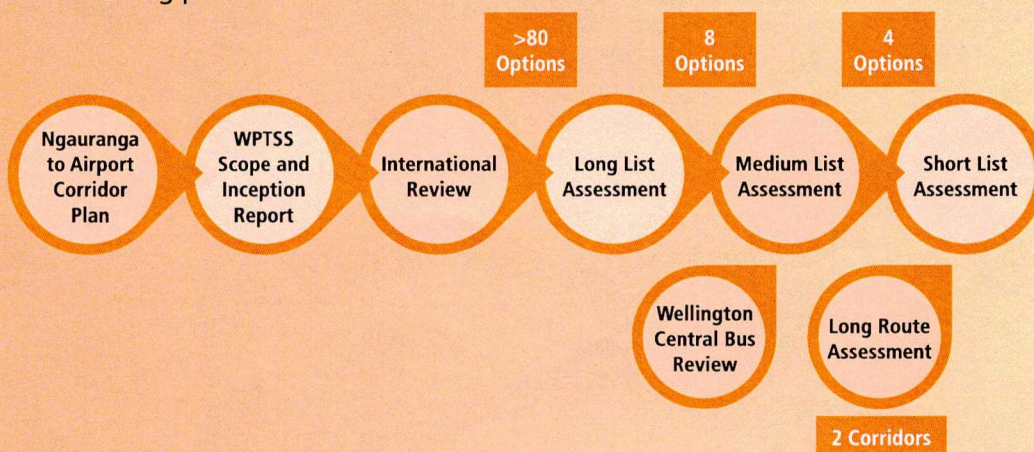 >80
Options
8
Options
4
Options
Ngauranga
to Airport
Corridor
Plan
WPTSS
Scope and
Inception
Report
International
Review
Long List
Assessment
Medium List
Assessment
Short List
Assessment
Wellington
Central Bus
Review
Long Route
Assessment
2 Corridors